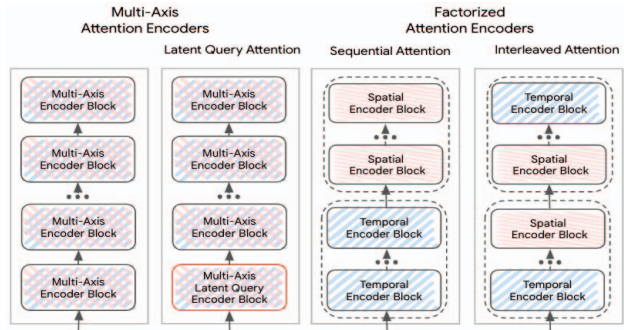 Multi-Axis
Attention Encoders
Factorized
Attention Encoders
Latent Query Attention
Sequential Attention
Interleaved Attention
Multi-Axis
Encoder Block
Multi-Axis
Encoder Block
Multi-Axis
Encoder Block
Multi-Axis
Encoder Block
Multi-Axis
Encoder Block
Multi-Axis
Encoder Block
Multi-Axis
Encoder Block
Multi-Axis
Latent Query
Encoder Block
Spatial
Encoder Block
Spatial
Encoder Block
Temporal
Encoder Block
Temporal
Encoder Block
Temporal
Encoder Block
Spatial
Encoder Block
Spatial
Encoder Block
Temporal
Encoder Block